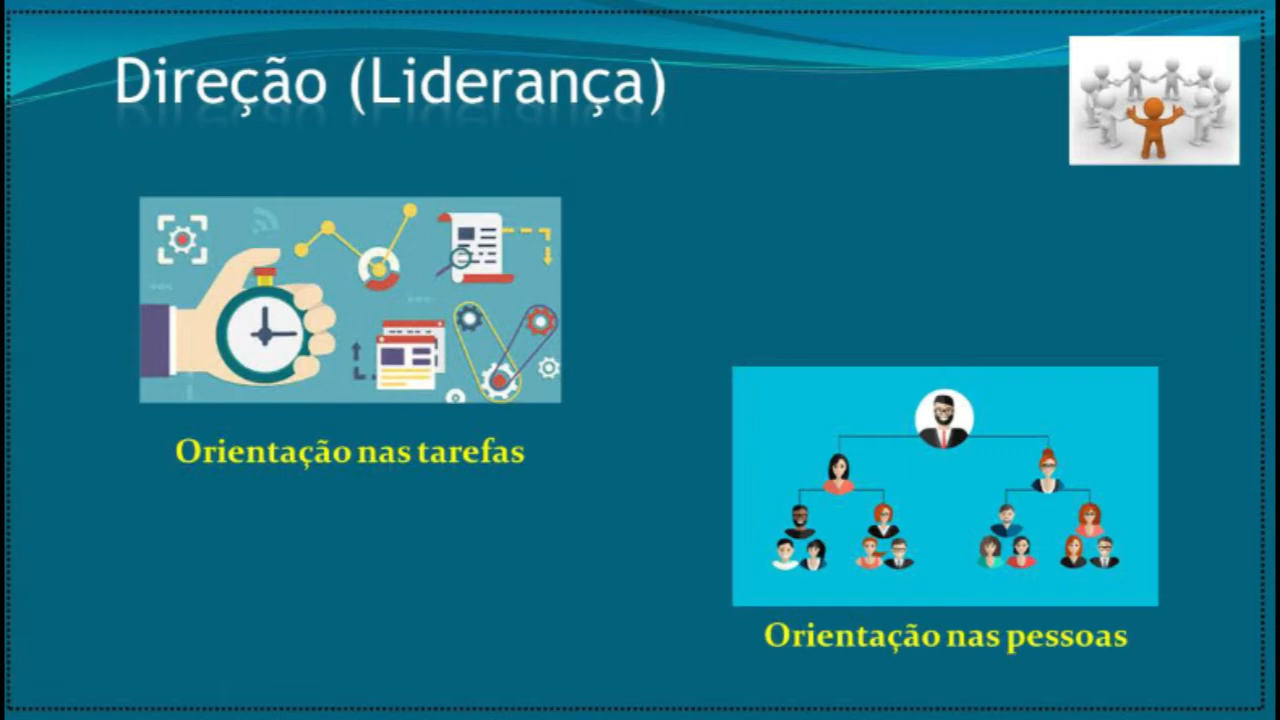 Direção (Liderança)
Orientação nas tarefas
Orientação nas pessoas